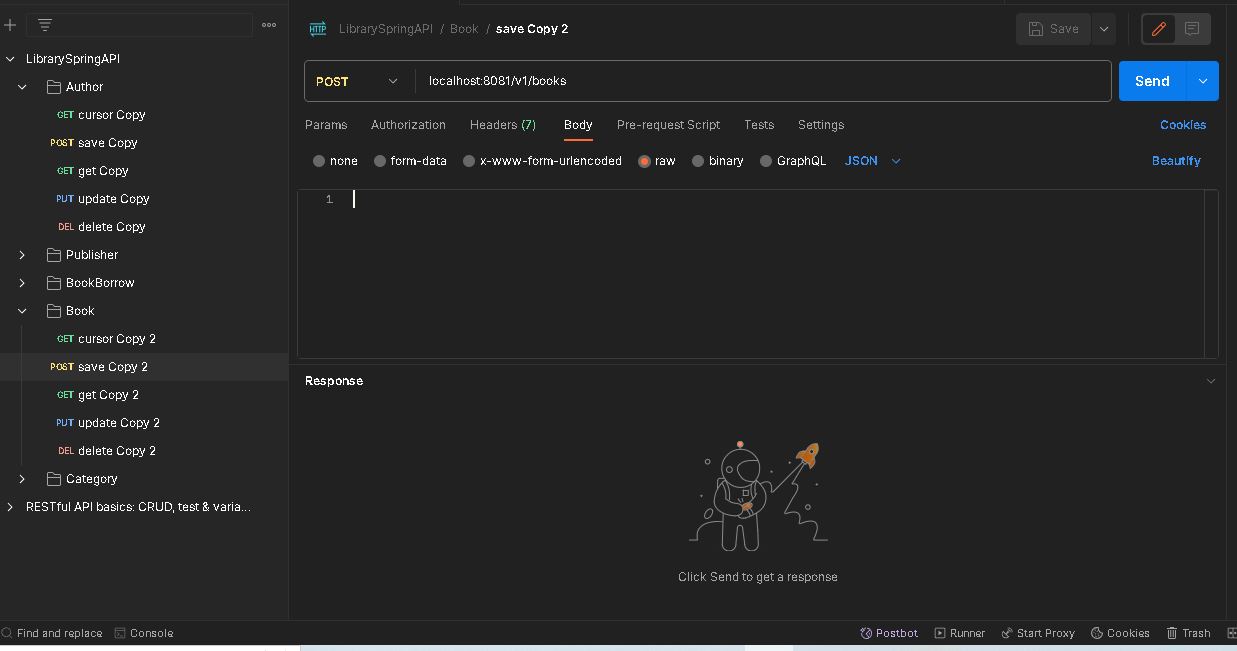 HTTP LibrarySpringAPI / Book / save Copy 2 Save
LibrarySpringAPI
Author
GET cursor Copy
POST save Copy
GET get Copy
PUT update Copy
DEL delete Copy
Publisher
BookBorrow
Book
GET cursor Copy 2
POST save Copy 2
GET get Copy 2
PUT update Copy 2
DEL delete Copy 2
Category
RESTful API basics: CRUD, test & varia...
POST localhost:8081/v1/books Send
Params Authorization Headers (7) Body Pre-request Script Tests Settings Cookies
none form-data x-www-form-urlencoded raw binary GraphQL JSON Beautify
1
Response
Click Send to get a response
Find and replace Console Postbot Runner Start Proxy Cookies Trash